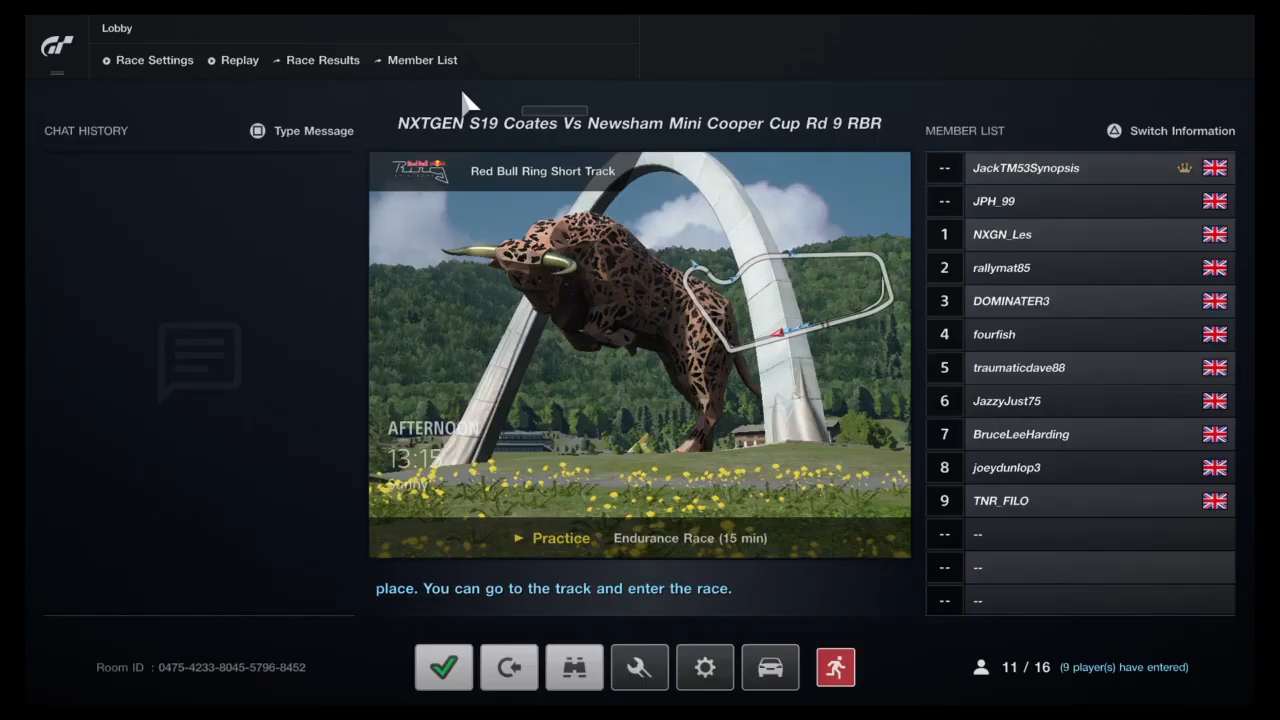 Lobby
Race Settings
Replay
Race Results
Member List
CHAT HISTORY
Type Message
NXTGEN S19 Coates Vs Newsham Mini Cooper Cup Rd 9 RBR
MEMBER LIST
Switch Information
Red Bull Ring Short Track
AFTERNOON
13:15
Sunny
Practice
Endurance Race (15 min)
-- JackTM53Synopsis
-- JPH_99
1 NXGN_Les
2 rallymat85
3 DOMINATER3
4 fourfish
5 traumaticdave88
6 JazzyJust75
7 BruceLeeHarding
8 joeydunlop3
9 TNR_FILO
-- --
-- --
-- --
place. You can go to the track and enter the race.
Room ID : 0475-4233-8045-5796-8452
11 / 16 (9 player(s) have entered)